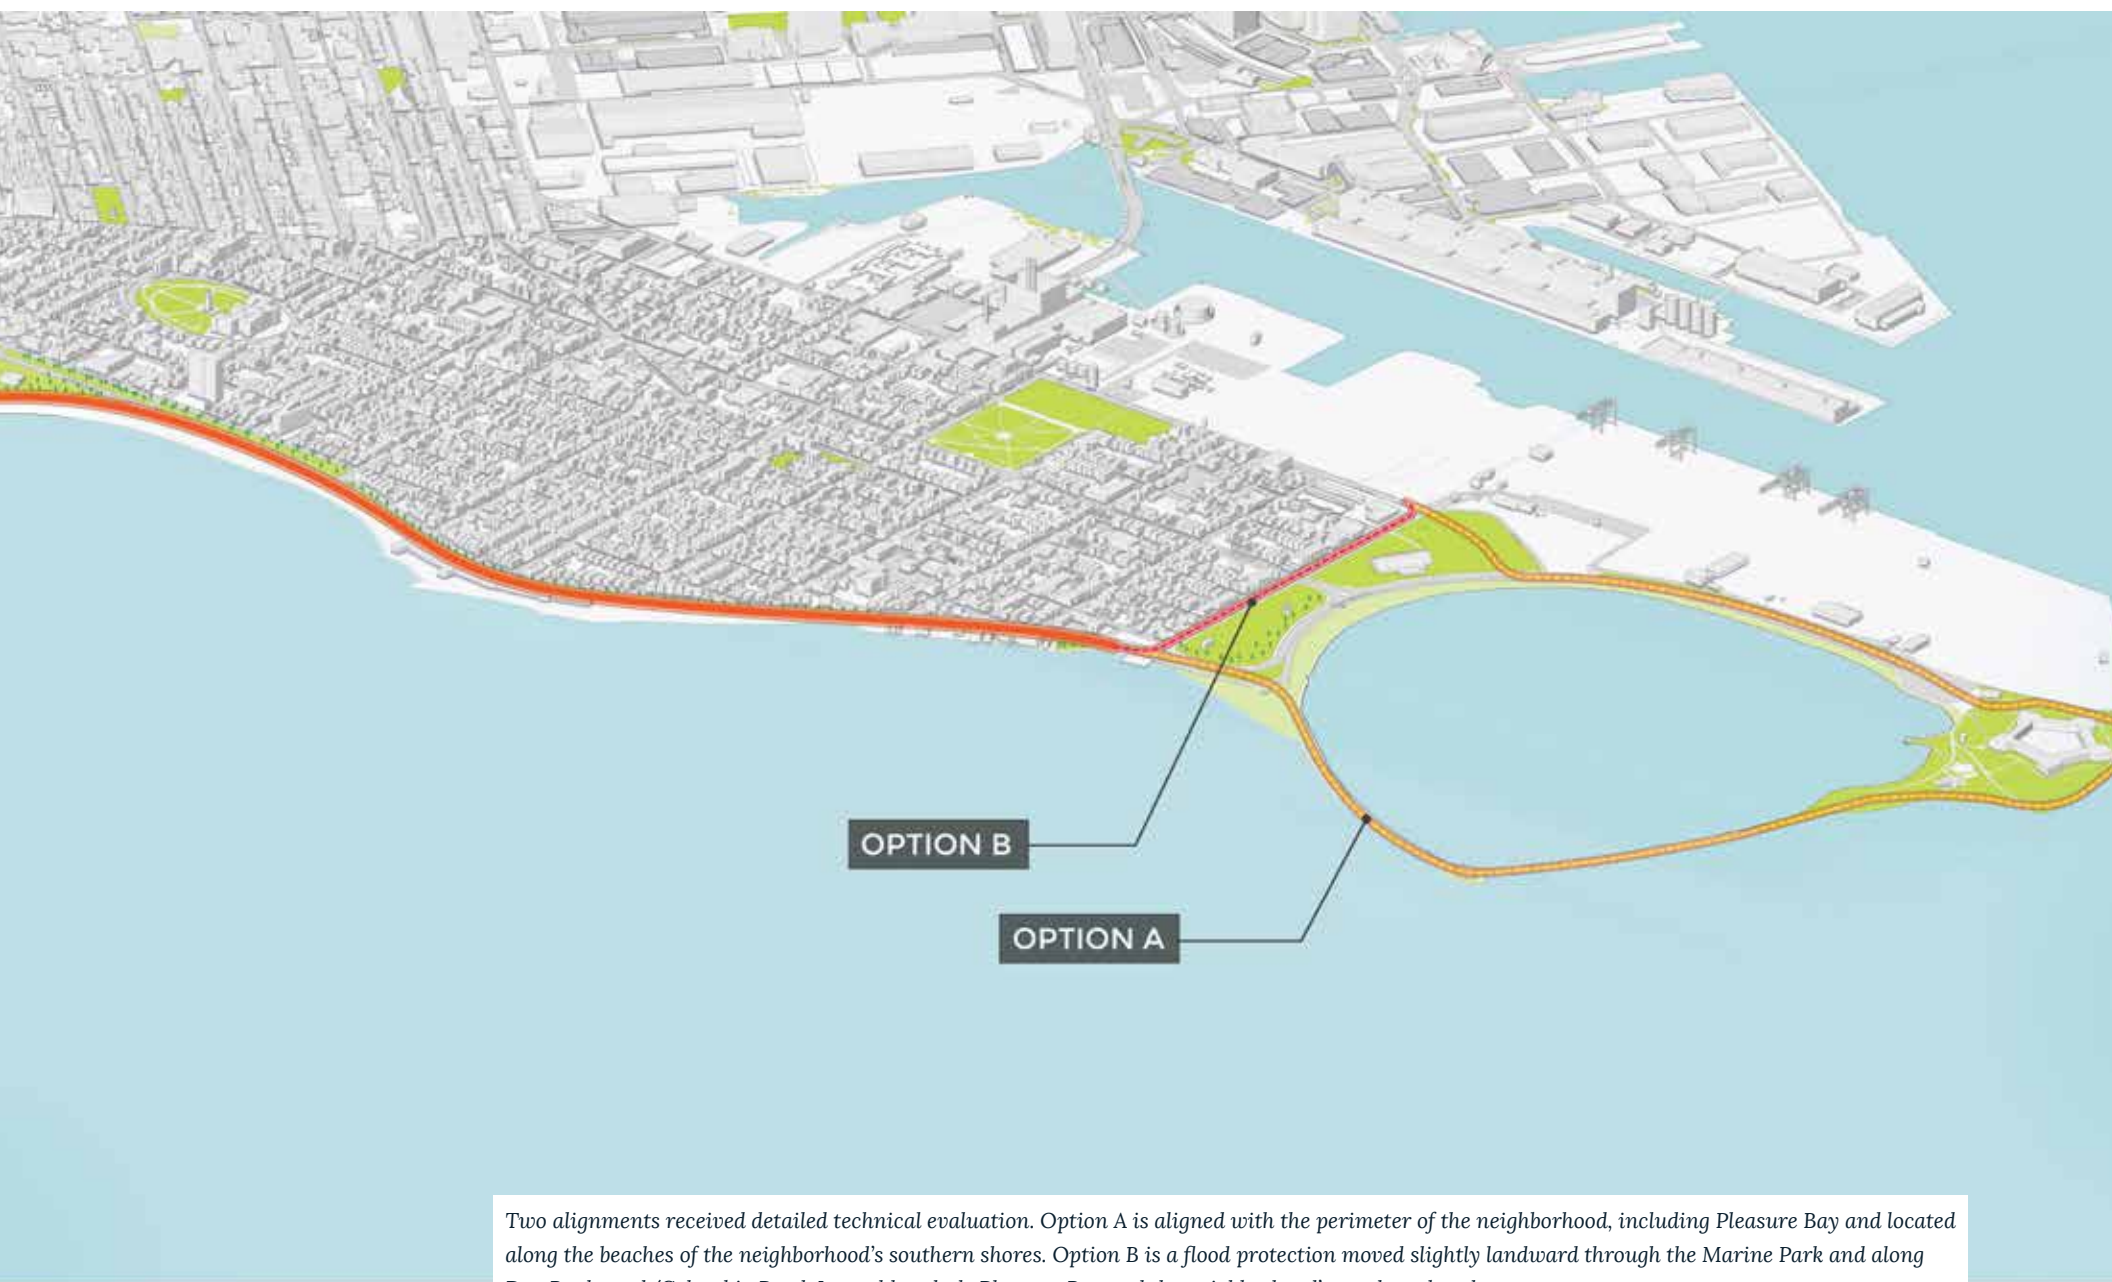 OPTION B
OPTION A
Two alignments received detailed technical evaluation. Option A is aligned with the perimeter of the neighborhood, including Pleasure Bay and located
along the beaches of the neighborhood's southern shores. Option B is a flood protection moved slightly landward through the Marine Park and along